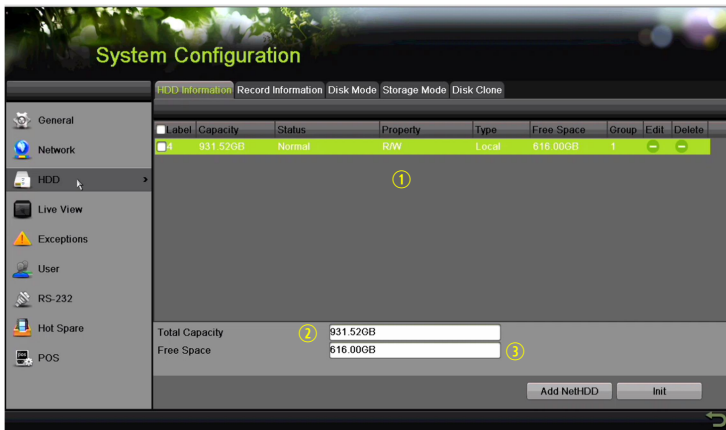 System Configuration
HDD Information Record Information Disk Mode Storage Mode Disk Clone
General
Network
HDD >
Live View
Exceptions
User
RS-232
Hot Spare
POS
Label Capacity Status Property Type Free Space Group Edit Delete
4 931.52GB Normal R/W Local 616.00GB 1
①
Total Capacity ② 931.52GB
Free Space 616.00GB ③
Add NetHDD Init